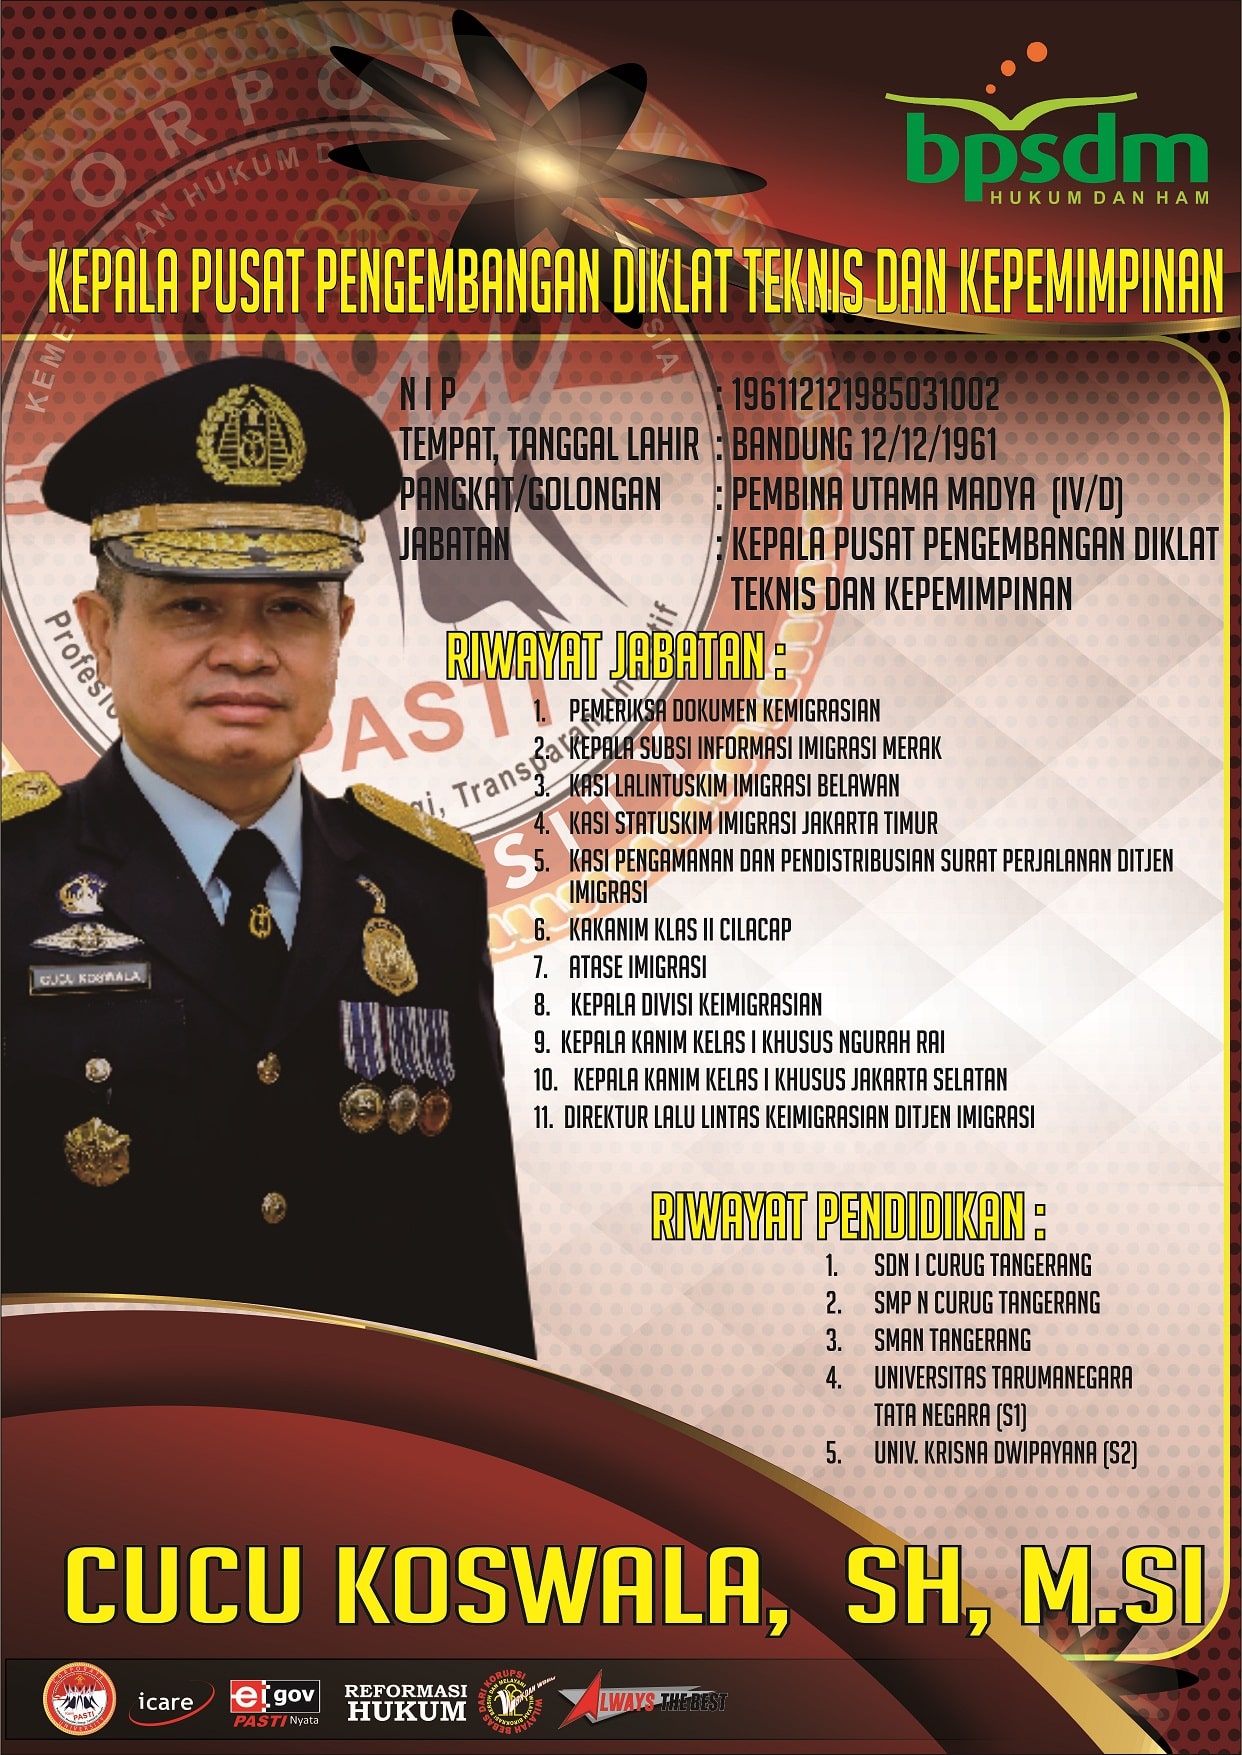 bpsdm
HUKUM DAN HAM
KEPALA PUSAT PENGEMBANGAN DIKLAT TEKNIS DAN KEPEMIMPINAN
N I P : 196112121985031002
TEMPAT, TANGGAL LAHIR : BANDUNG 12/12/1961
PANGKAT/GOLONGAN : PEMBINA UTAMA MADYA (IV/D)
JABATAN : KEPALA PUSAT PENGEMBANGAN DIKLAT
TEKNIS DAN KEPEMIMPINAN
RIWAYAT JABATAN :
1. PEMERIKSA DOKUMEN KEMIGRASIAN
2. KEPALA SUBSI INFORMASI IMIGRASI MERAK
3. KASI LALINTUSKIM IMIGRASI BELAWAN
4. KASI STATUSKIM IMIGRASI JAKARTA TIMUR
5. KASI PENGAMANAN DAN PENDISTRIBUSIAN SURAT PERJALANAN DITJEN
IMIGRASI
6. KAKANIM KLAS II CILACAP
7. ATASE IMIGRASI
8. KEPALA DIVISI KEIMIGRASIAN
9. KEPALA KANIM KELAS I KHUSUS NGURAH RAI
10. KEPALA KANIM KELAS I KHUSUS JAKARTA SELATAN
11. DIREKTUR LALU LINTAS KEIMIGRASIAN DITJEN IMIGRASI
PASTI
CUCU KOSWALA
RIWAYAT PENDIDIKAN :
1. SDN I CURUG TANGERANG
2. SMP N CURUG TANGERANG
3. SMAN TANGERANG
4. UNIVERSITAS TARUMANEGARA
TATA NEGARA (S1)
5. UNIV. KRISNA DWIPAYANA (S2)
CUCU KOSWALA, SH, M.SI
PASTI
icare
e-gov
PASTI Nyata
REFORMASI
HUKUM
WILAYAH BEBAS DARI KORUPSI
ALWAYS THE BEST